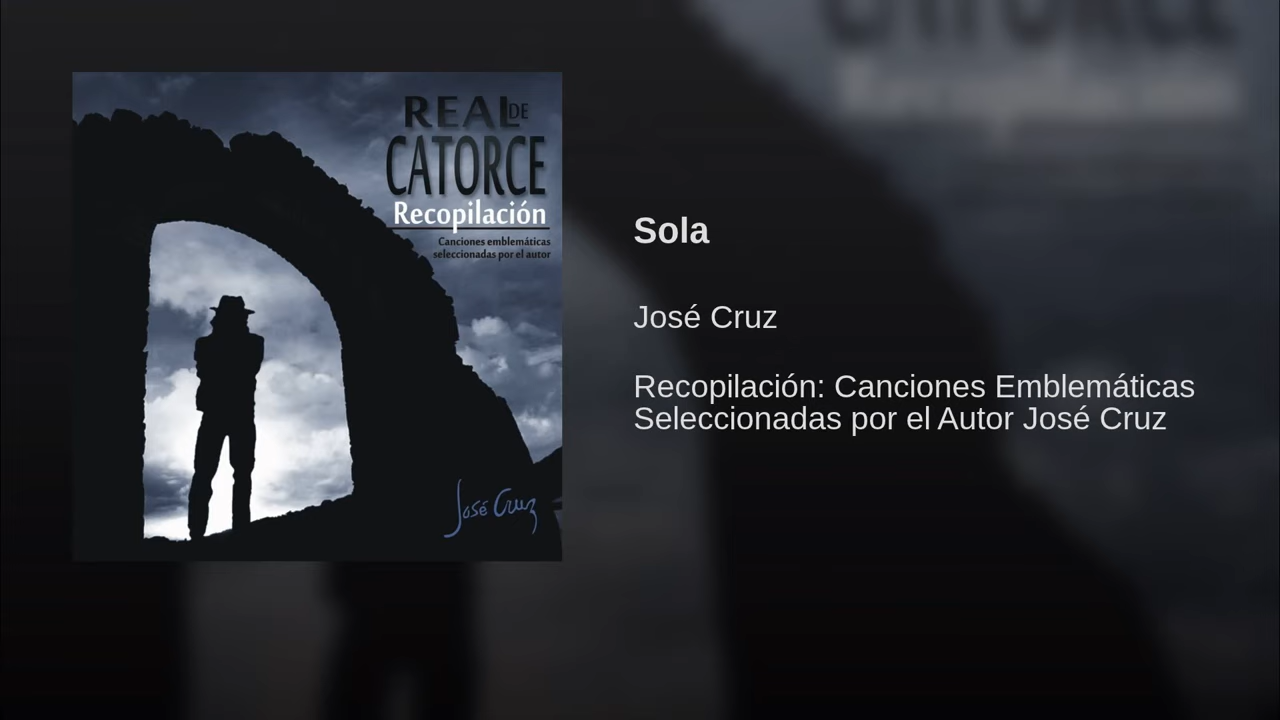 REAL DE
CATORCE
Recopilación
Canciones emblemáticas
seleccionadas por el autor
José Cruz
Sola
José Cruz
Recopilación: Canciones Emblemáticas
Seleccionadas por el Autor José Cruz